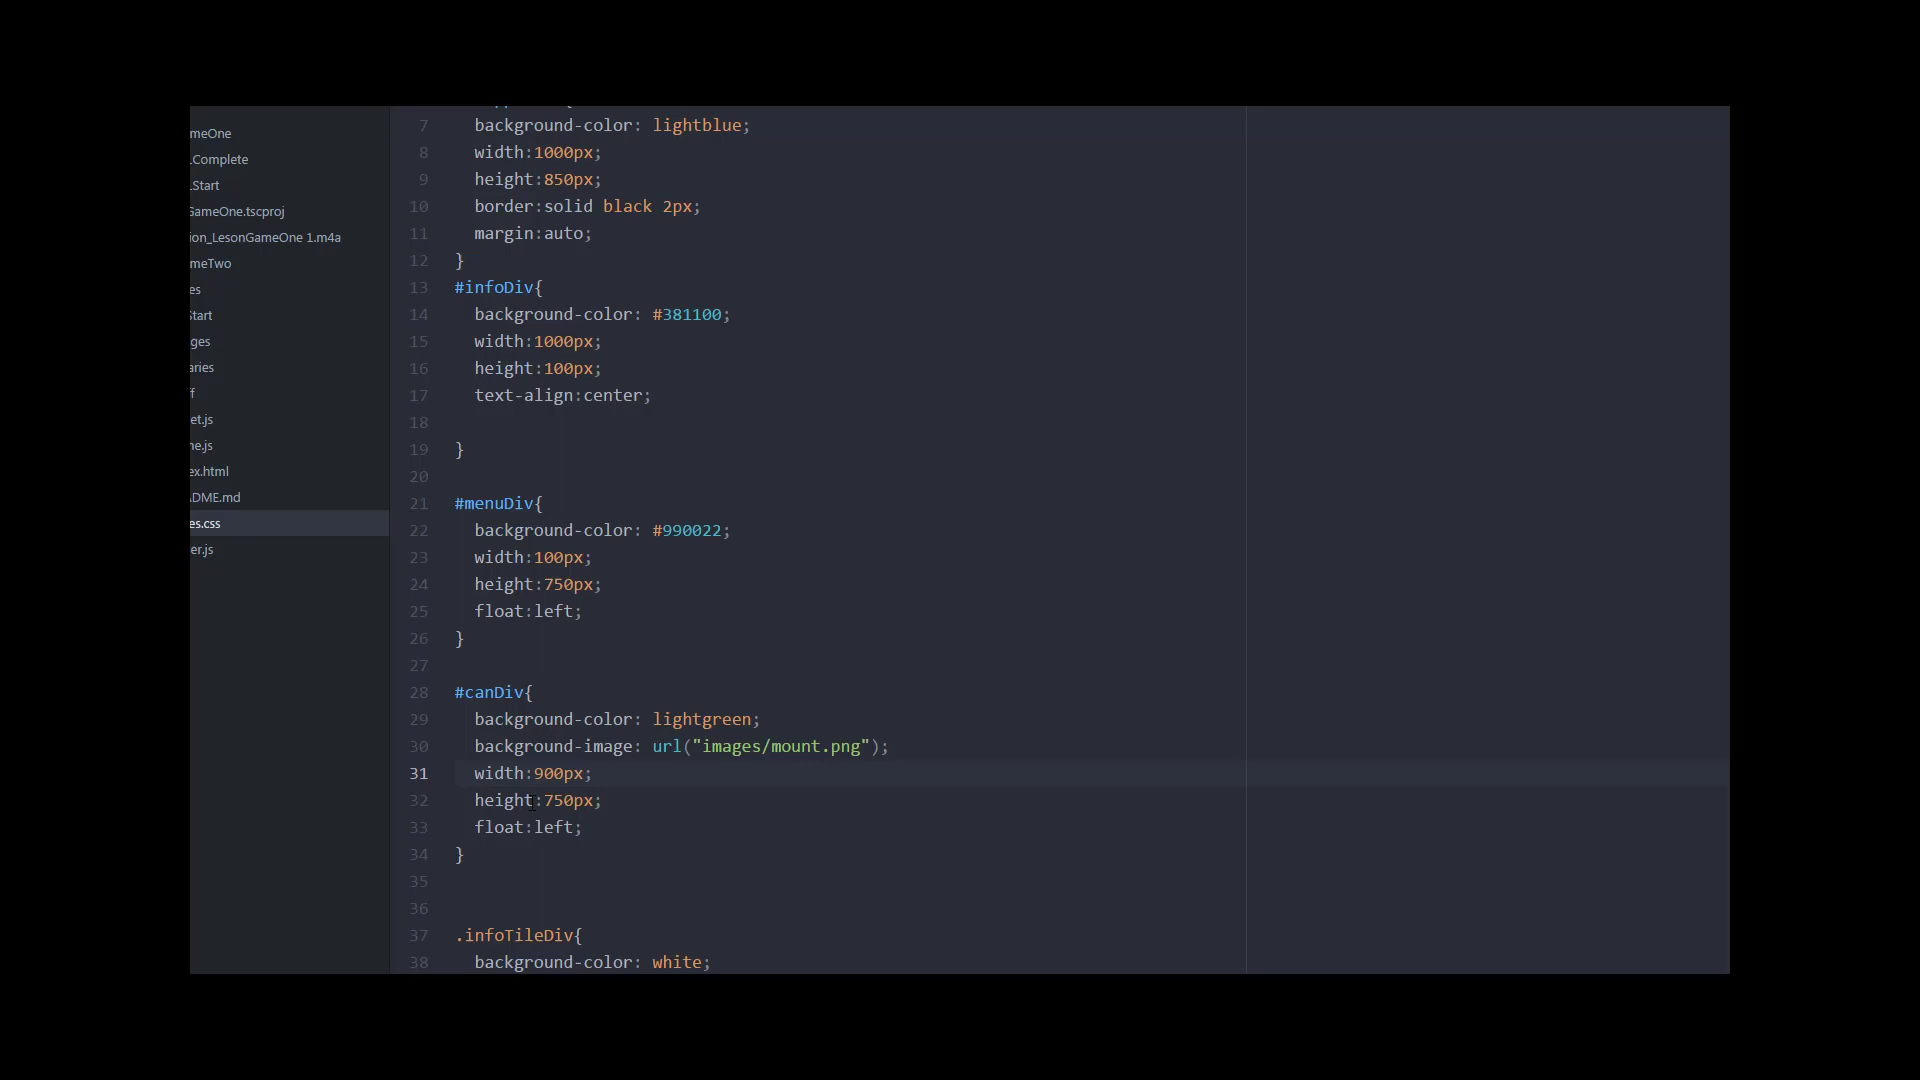 meOne
.Complete
.Start
GameOne.tscproj
ion_LesonGameOne 1.m4a
meTwo
es
Start
ges
aries
f
et.js
ne.js
ex.html
ADME.md
es.css
er.js
7 background-color: lightblue;
8 width:1000px;
9 height:850px;
10 border:solid black 2px;
11 margin:auto;
12 }
13 #infoDiv{
14 background-color: #381100;
15 width:1000px;
16 height:100px;
17 text-align:center;
18
19 }
20
21 #menuDiv{
22 background-color: #990022;
23 width:100px;
24 height:750px;
25 float:left;
26 }
27
28 #canDiv{
29 background-color: lightgreen;
30 background-image: url("images/mount.png");
31 width:900px;
32 height:750px;
33 float:left;
34 }
35
36
37 .infoTileDiv{
38 background-color: white;